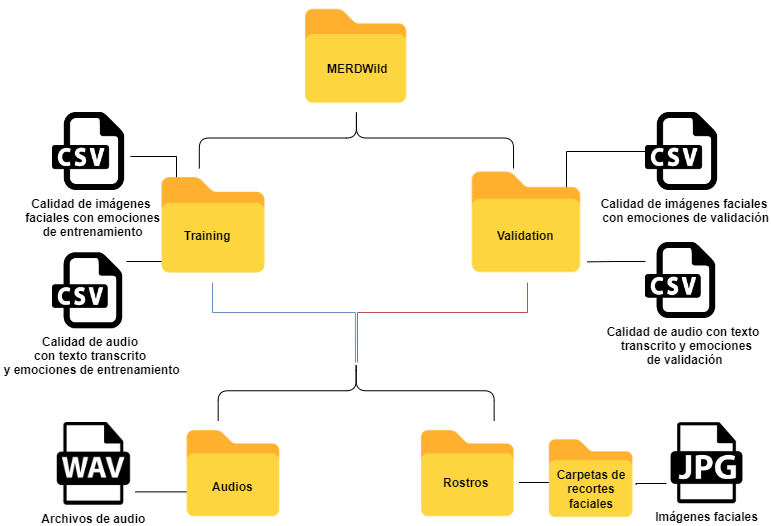 MERDWild
CSV
Calidad de imágenes
faciales con emociones
de entrenamiento
CSV
Calidad de imágenes faciales
con emociones de validación
Training
Validation
CSV
Calidad de audio
con texto transcrito
y emociones de entrenamiento
CSV
Calidad de audio con texto
transcrito y emociones
de validación
WAV
Archivos de audio
Audios
Rostros
Carpetas de
recortes
faciales
JPG
Imágenes faciales